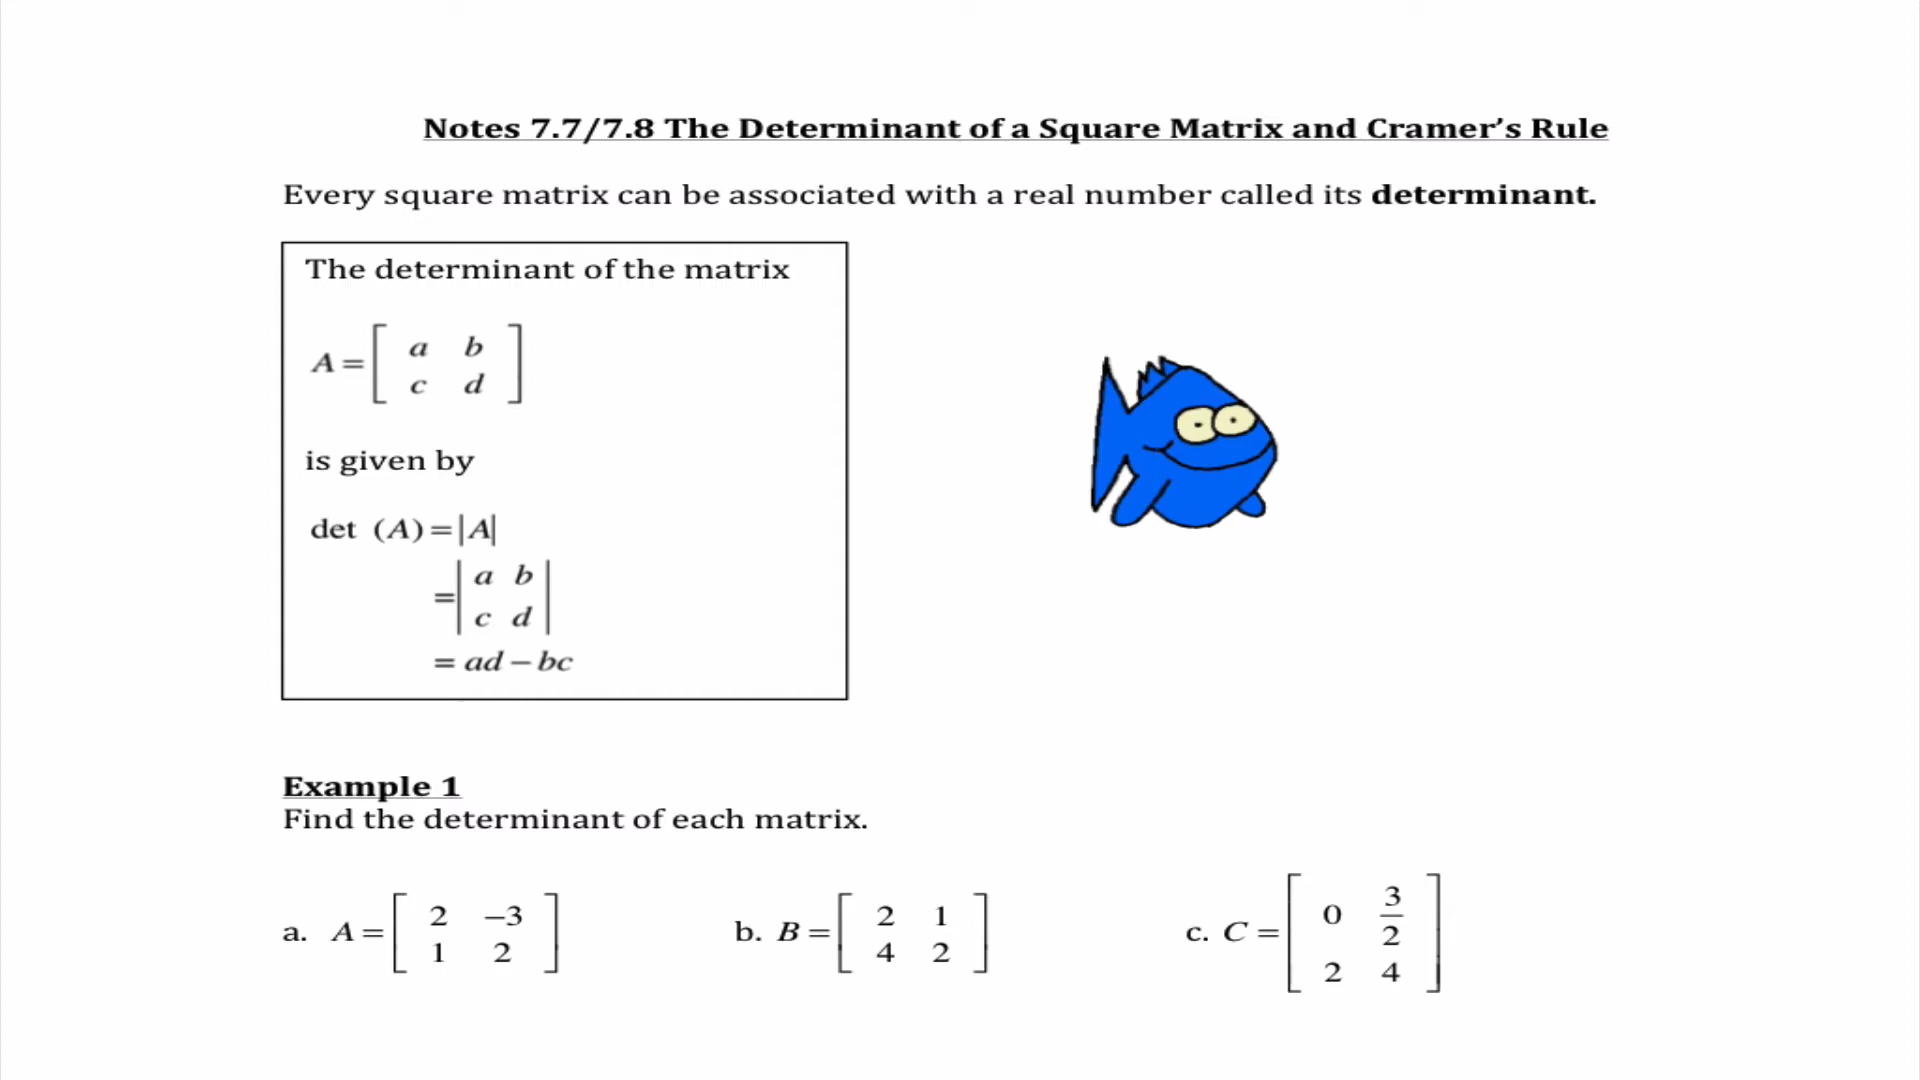 Notes 7.7/7.8 The Determinant of a Square Matrix and Cramer’s Rule
Every square matrix can be associated with a real number called its determinant.
The determinant of the matrix
A = [ a b
c d ]
is given by
det (A) = |A|
= | a b
c d |
= ad − bc
Example 1
Find the determinant of each matrix.
a. A = [ 2 −3
1 2 ]
b. B = [ 2 1
4 2 ]
c. C = [ 0 3/2
2 4 ]